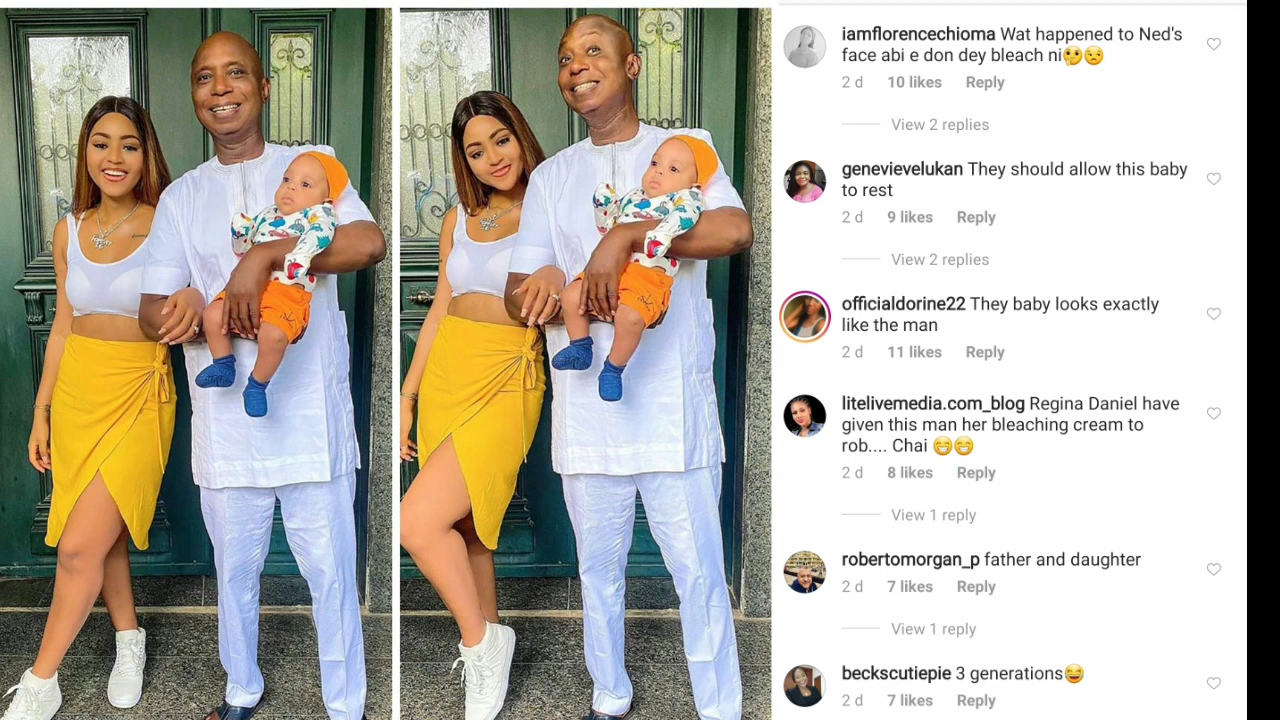 iamflorencechioma Wat happened to Ned's
face abi e don dey bleach ni🤔😒
2 d 10 likes Reply
View 2 replies
genevievelukan They should allow this baby
to rest
2 d 9 likes Reply
View 2 replies
officialdorine22 They baby looks exactly
like the man
2 d 11 likes Reply
litelivemedia.com_blog Regina Daniel have
given this man her bleaching cream to
rob.... Chai 😁😁
2 d 8 likes Reply
View 1 reply
robertomorgan_p father and daughter
2 d 7 likes Reply
View 1 reply
beckscutiepie 3 generations😅
2 d 7 likes Reply